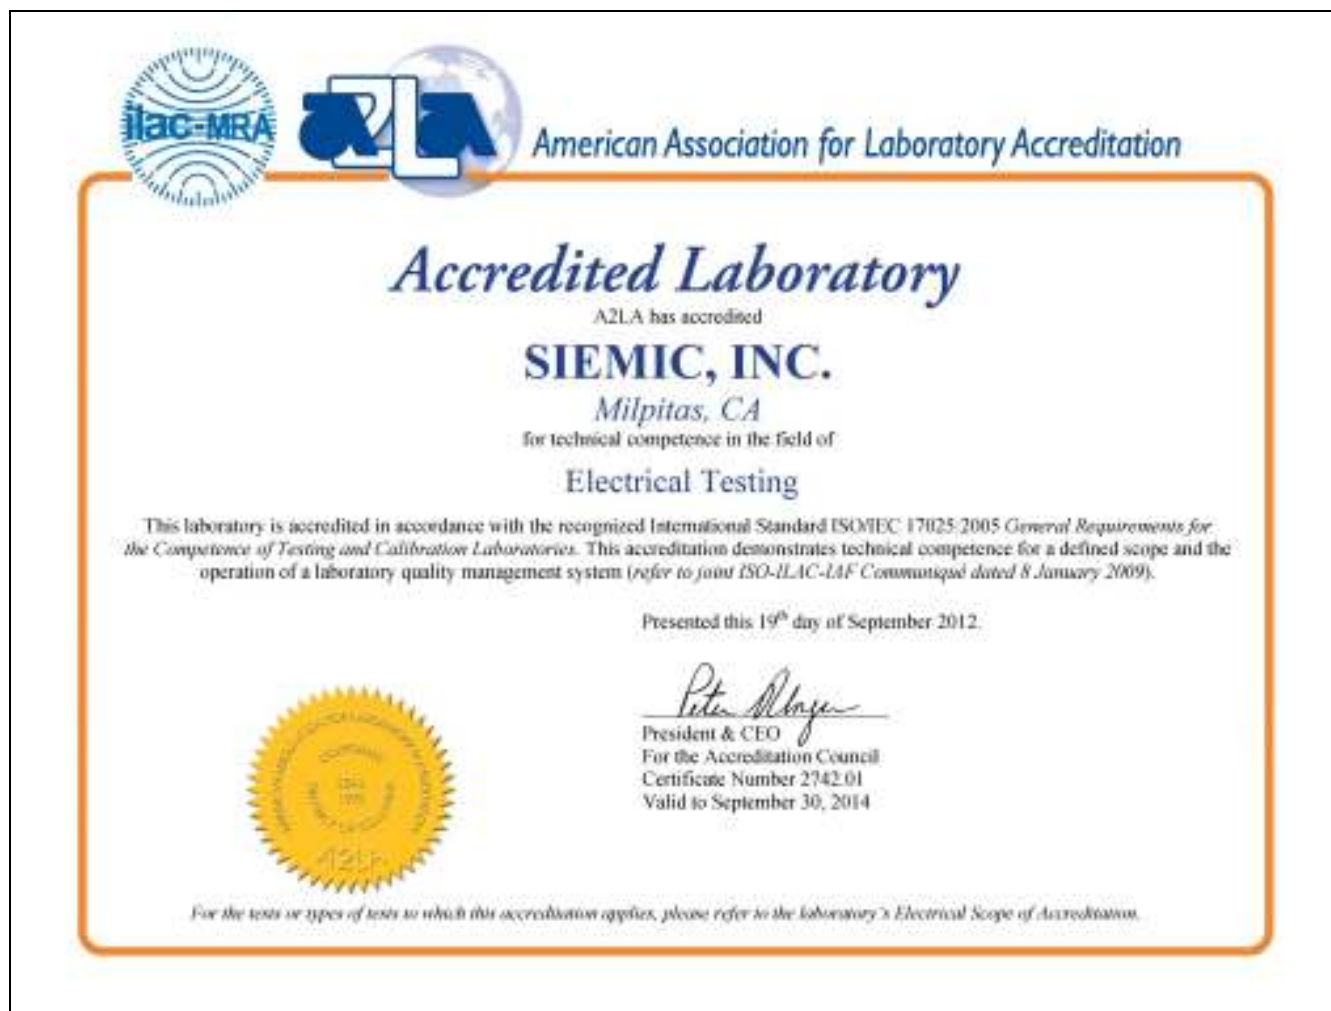 ilac-MRA
A2LA
American Association for Laboratory Accreditation
Accredited Laboratory
A2LA has accredited
SIEMIC, INC.
Milpitas, CA
for technical competence in the field of
Electrical Testing
This laboratory is accredited in accordance with the recognized International Standard ISO/IEC 17025:2005 General Requirements for
the Competence of Testing and Calibration Laboratories. This accreditation demonstrates technical competence for a defined scope and the
operation of a laboratory quality management system (refer to joint ISO-ILAC-IAF Communiqué dated 8 January 2009).
Presented this 19th day of September 2012.
Peter
President & CEO
For the Accreditation Council
Certificate Number 2742.01
Valid to September 30, 2014
A2LA
For the tests or types of tests to which this accreditation applies, please refer to the laboratory's Electrical Scope of Accreditation.